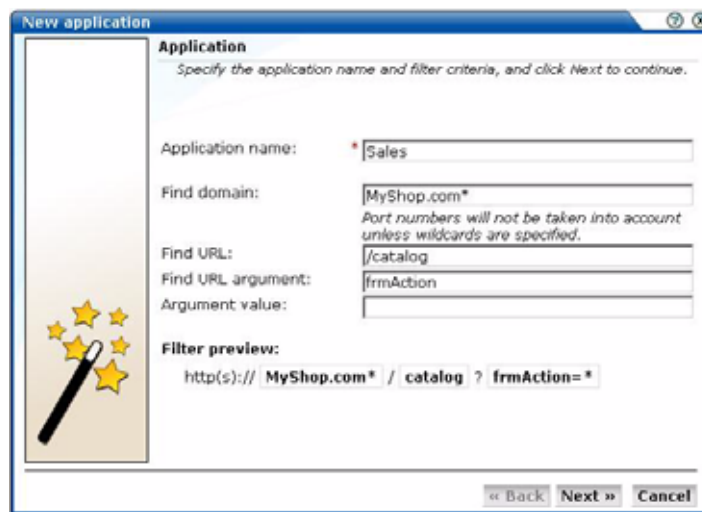 New application
Application
Specify the application name and filter criteria, and click Next to continue.
Application name: * Sales
Find domain: MyShop.com*
Port numbers will not be taken into account
unless wildcards are specified.
Find URL: /catalog
Find URL argument: frmAction
Argument value:
Filter preview:
http(s):// MyShop.com* / catalog ? frmAction=*
« Back Next » Cancel